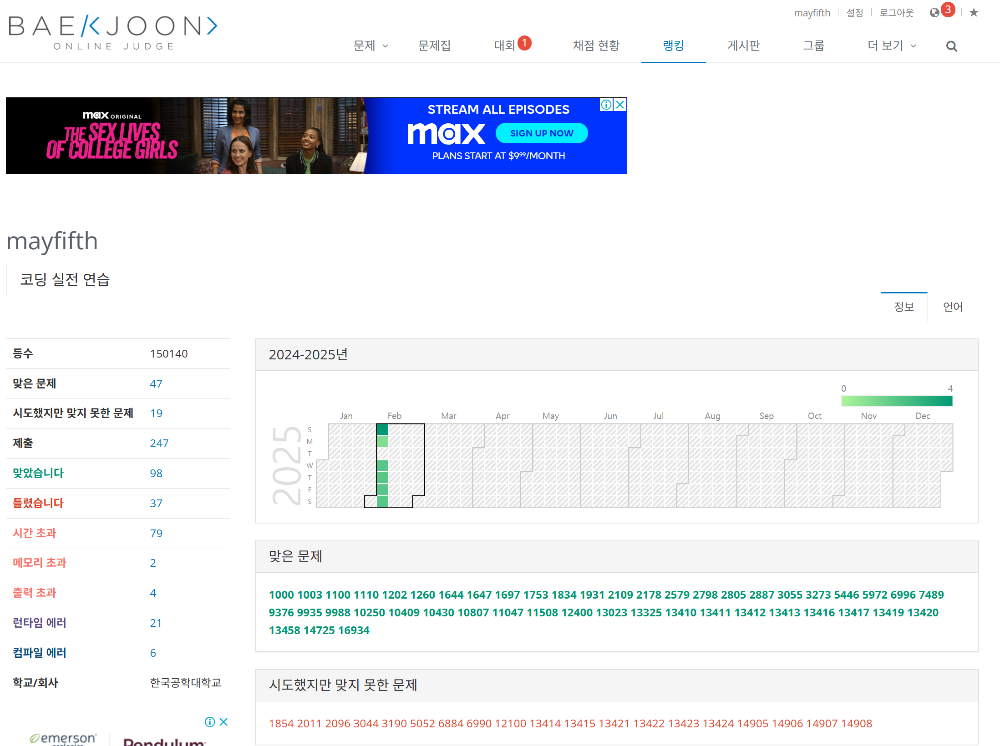 mayfifth 설정 로그아웃 3
BAEKJOON>
ONLINE JUDGE
문제 문제집 대회 1 채점 현황 랭킹 게시판 그룹 더 보기
max ORIGINAL
THE SEX LIVES
OF COLLEGE GIRLS
STREAM ALL EPISODES
max SIGN UP NOW
PLANS START AT $9.99/MONTH
mayfifth
코딩 실전 연습
정보 언어
등수 150140
맞은 문제 47
시도했지만 맞지 못한 문제 19
제출 247
맞았습니다 98
틀렸습니다 37
시간 초과 79
메모리 초과 2
출력 초과 4
런타임 에러 21
컴파일 에러 6
학교/회사 한국공학대학교
emerson
Pendulum
2024-2025년
0 4
Jan Feb Mar Apr May Jun Jul Aug Sep Oct Nov Dec
2025
S
M
T
W
T
F
S
맞은 문제
1000 1003 1100 1110 1202 1260 1644 1647 1697 1753 1834 1931 2109 2178 2579 2798 2805 2887 3055 3273 5446 5972 6996 7489
9376 9935 9988 10250 10409 10430 10807 11047 11508 12400 13023 13325 13410 13411 13412 13413 13416 13417 13419 13420
13458 14725 16934
시도했지만 맞지 못한 문제
1854 2011 2096 3044 3190 5052 6884 6990 12100 13414 13415 13421 13422 13423 13424 14905 14906 14907 14908